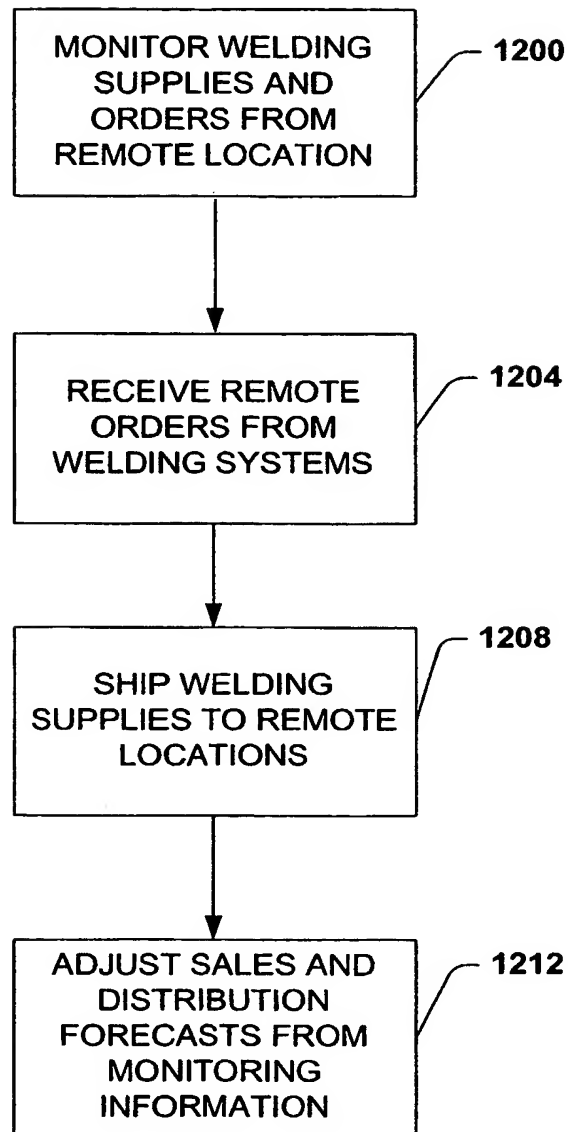 MONITOR WELDING
SUPPLIES AND
ORDERS FROM
REMOTE LOCATION
1200
RECEIVE REMOTE
ORDERS FROM
WELDING SYSTEMS
1204
SHIP WELDING
SUPPLIES TO REMOTE
LOCATIONS
1208
ADJUST SALES AND
DISTRIBUTION
FORECASTS FROM
MONITORING
INFORMATION
1212